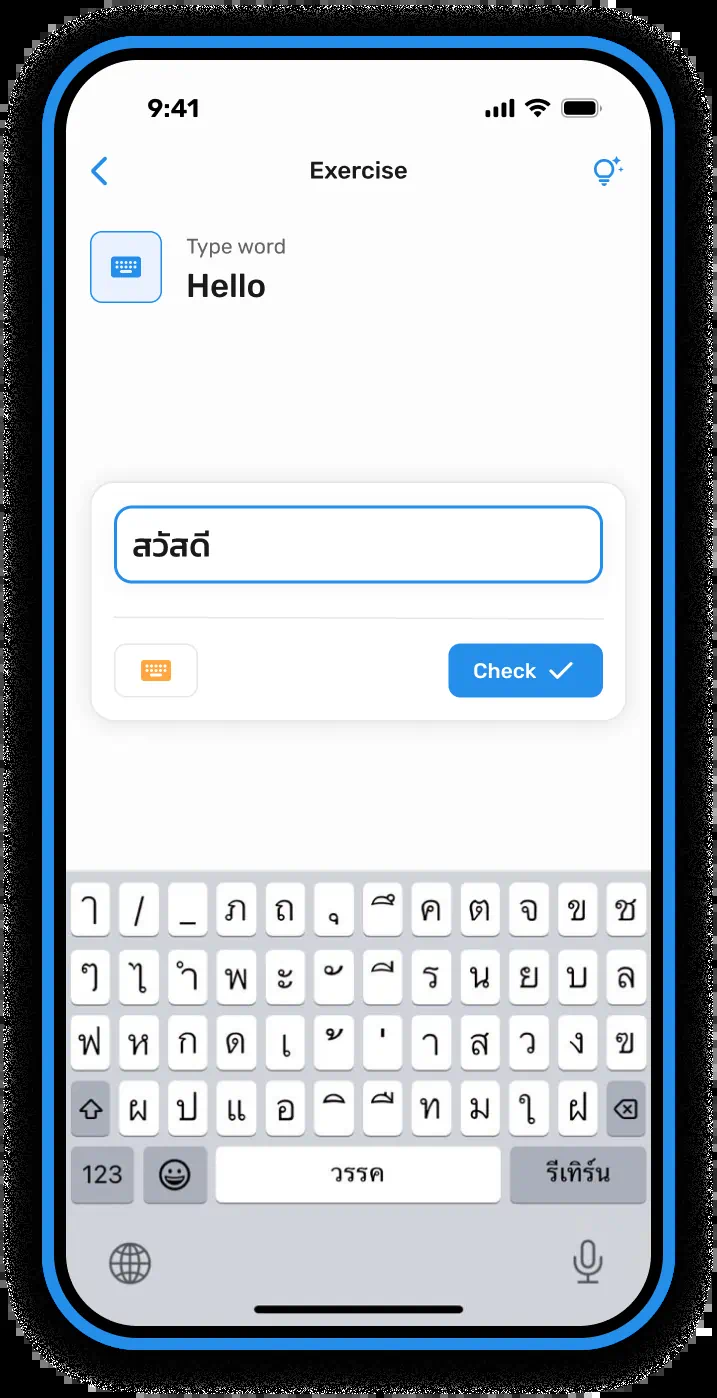 9:41
Exercise
Type word
Hello
สวัสดี
Check
ๅ / _ ภ ถ ุ ึ ค ต จ ข ช
ๆ ไ ำ พ ะ ั ี ร น ย บ ล
ฟ ห ก ด เ ้ ่ า ส ว ง ฃ
ผ ป แ อ ิ ื ท ม ใ ฝ
123 วรรค รีเทิร์น